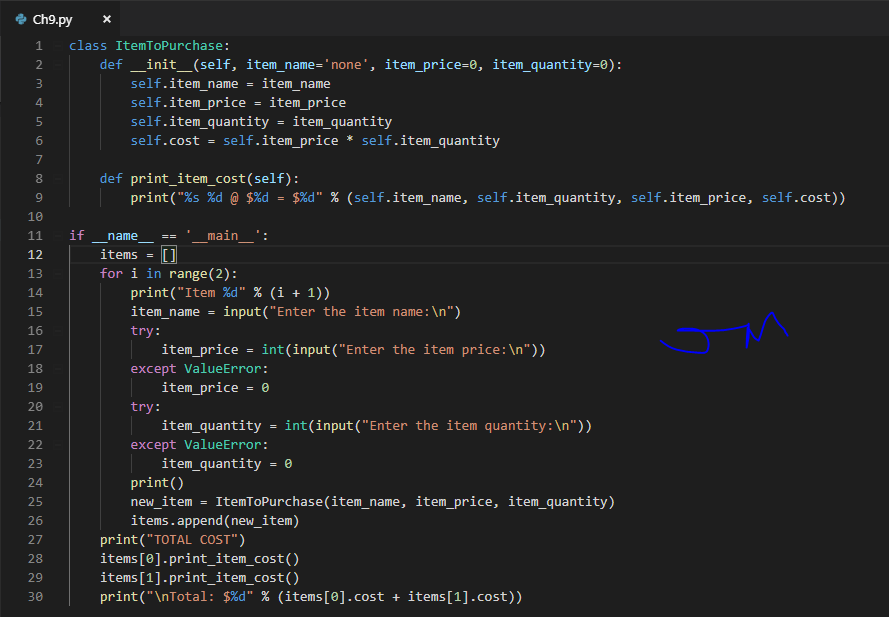 Ch9.py ×
1 class ItemToPurchase:
2     def __init__(self, item_name='none', item_price=0, item_quantity=0):
3         self.item_name = item_name
4         self.item_price = item_price
5         self.item_quantity = item_quantity
6         self.cost = self.item_price * self.item_quantity
7
8     def print_item_cost(self):
9         print("%s %d @ $%d = $%d" % (self.item_name, self.item_quantity, self.item_price, self.cost))
10
11 if __name__ == '__main__':
12     items = []
13     for i in range(2):
14         print("Item %d" % (i + 1))
15         item_name = input("Enter the item name:\n")
16         try:
17             item_price = int(input("Enter the item price:\n"))
18         except ValueError:
19             item_price = 0
20         try:
21             item_quantity = int(input("Enter the item quantity:\n"))
22         except ValueError:
23             item_quantity = 0
24         print()
25         new_item = ItemToPurchase(item_name, item_price, item_quantity)
26         items.append(new_item)
27     print("TOTAL COST")
28     items[0].print_item_cost()
29     items[1].print_item_cost()
30     print("\nTotal: $%d" % (items[0].cost + items[1].cost))